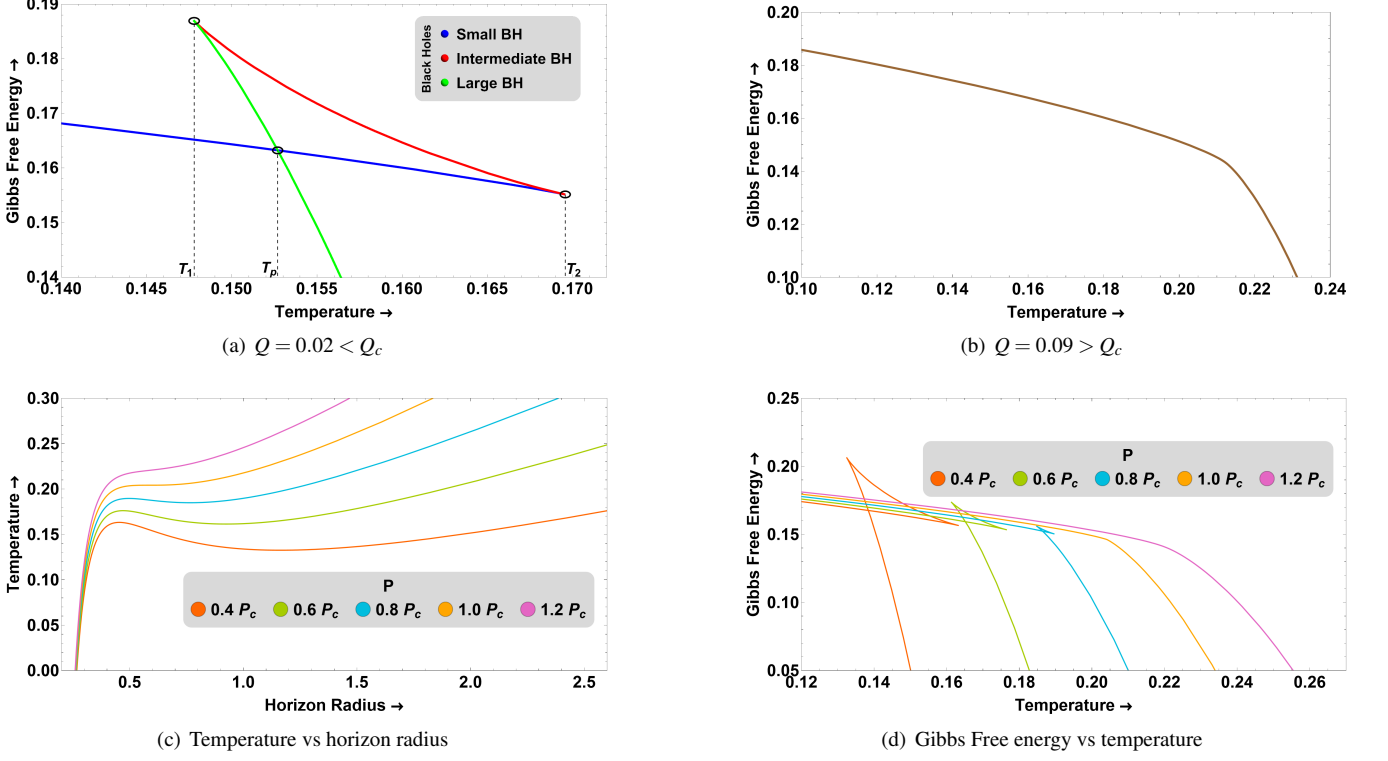 0.19
0.18
0.17
0.16
0.15
0.14
Gibbs Free Energy →
Black Holes
Small BH
Intermediate BH
Large BH
T1 Tp T2
0.140 0.145 0.150 0.155 0.160 0.165 0.170
Temperature →
(a) Q = 0.02 < Qc
0.20
0.18
0.16
0.14
0.12
0.10
Gibbs Free Energy →
0.10 0.12 0.14 0.16 0.18 0.20 0.22 0.24
Temperature →
(b) Q = 0.09 > Qc
0.30
0.25
0.20
0.15
0.10
0.05
0.00
Temperature →
P
0.4 Pc 0.6 Pc 0.8 Pc 1.0 Pc 1.2 Pc
0.5 1.0 1.5 2.0 2.5
Horizon Radius →
(c) Temperature vs horizon radius
0.25
0.20
0.15
0.10
0.05
Gibbs Free Energy →
P
0.4 Pc 0.6 Pc 0.8 Pc 1.0 Pc 1.2 Pc
0.12 0.14 0.16 0.18 0.20 0.22 0.24 0.26
Temperature →
(d) Gibbs Free energy vs temperature